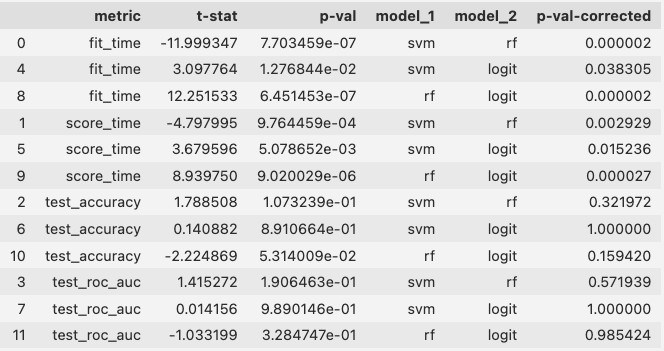 metric t-stat p-val model_1 model_2 p-val-corrected
0 fit_time -11.999347 7.703459e-07 svm rf 0.000002
4 fit_time 3.097764 1.276844e-02 svm logit 0.038305
8 fit_time 12.251533 6.451453e-07 rf logit 0.000002
1 score_time -4.797995 9.764459e-04 svm rf 0.002929
5 score_time 3.679596 5.078652e-03 svm logit 0.015236
9 score_time 8.939750 9.020029e-06 rf logit 0.000027
2 test_accuracy 1.788508 1.073239e-01 svm rf 0.321972
6 test_accuracy 0.140882 8.910664e-01 svm logit 1.000000
10 test_accuracy -2.224869 5.314009e-02 rf logit 0.159420
3 test_roc_auc 1.415272 1.906463e-01 svm rf 0.571939
7 test_roc_auc 0.014156 9.890146e-01 svm logit 1.000000
11 test_roc_auc -1.033199 3.284747e-01 rf logit 0.985424